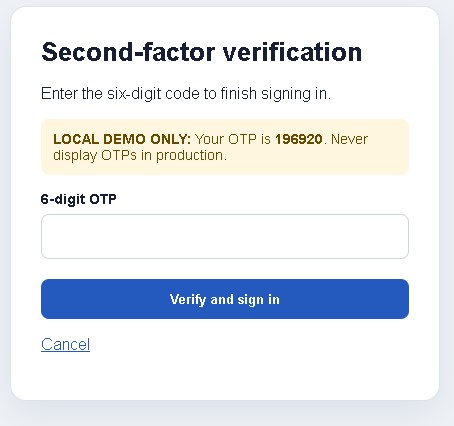 Second-factor verification
Enter the six-digit code to finish signing in.
LOCAL DEMO ONLY: Your OTP is 196920. Never
display OTPs in production.
6-digit OTP
Verify and sign in
Cancel